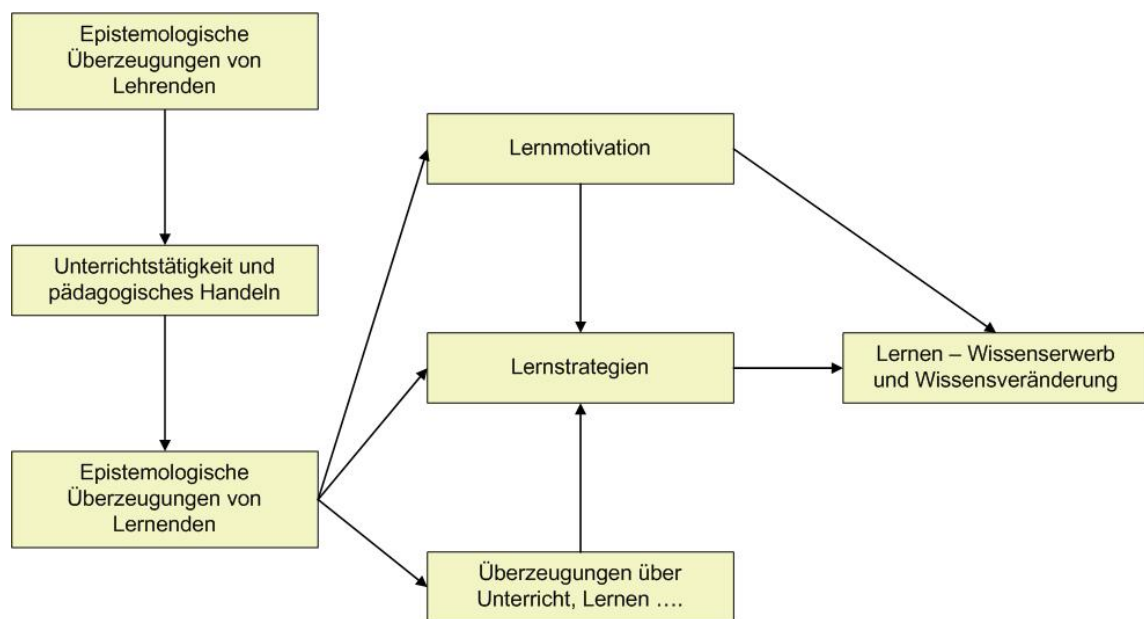 Epistemologische
Überzeugungen von
Lehrenden
Unterrichtstätigkeit und
pädagogisches Handeln
Epistemologische
Überzeugungen von
Lernenden
Lernmotivation
Lernstrategien
Überzeugungen über
Unterricht, Lernen ….
Lernen – Wissenserwerb
und Wissensveränderung